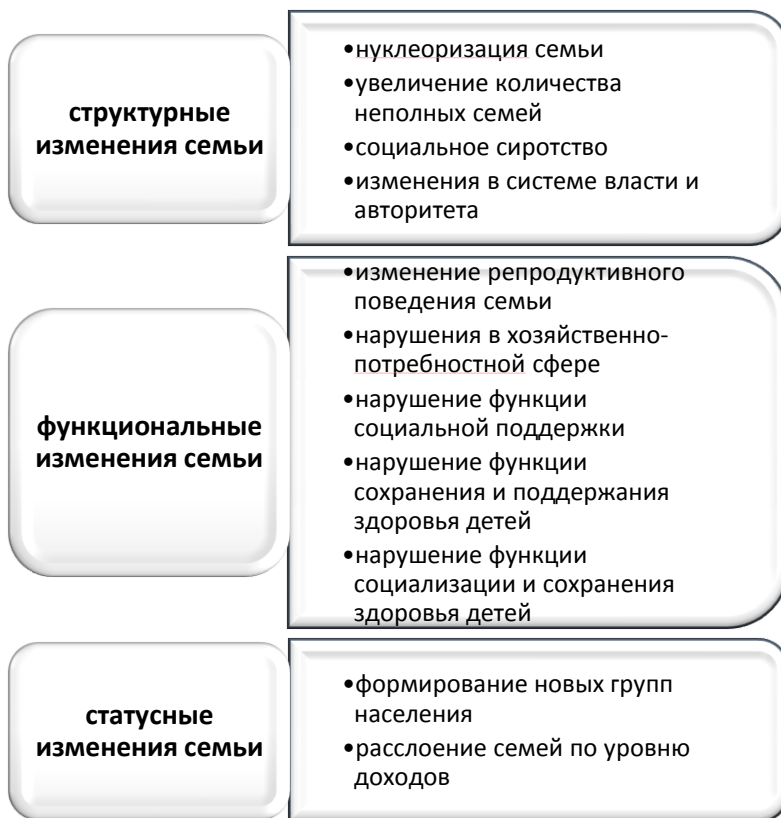 структурные
изменения семьи
•нуклеоризация семьи
•увеличение количества
неполных семей
•социальное сиротство
•изменения в системе власти и
авторитета
функциональные
изменения семьи
•изменение репродуктивного
поведения семьи
•нарушения в хозяйственно-
потребностной сфере
•нарушение функции
социальной поддержки
•нарушение функции
сохранения и поддержания
здоровья детей
•нарушение функции
социализации и сохранения
здоровья детей
статусные
изменения семьи
•формирование новых групп
населения
•расслоение семей по уровню
доходов